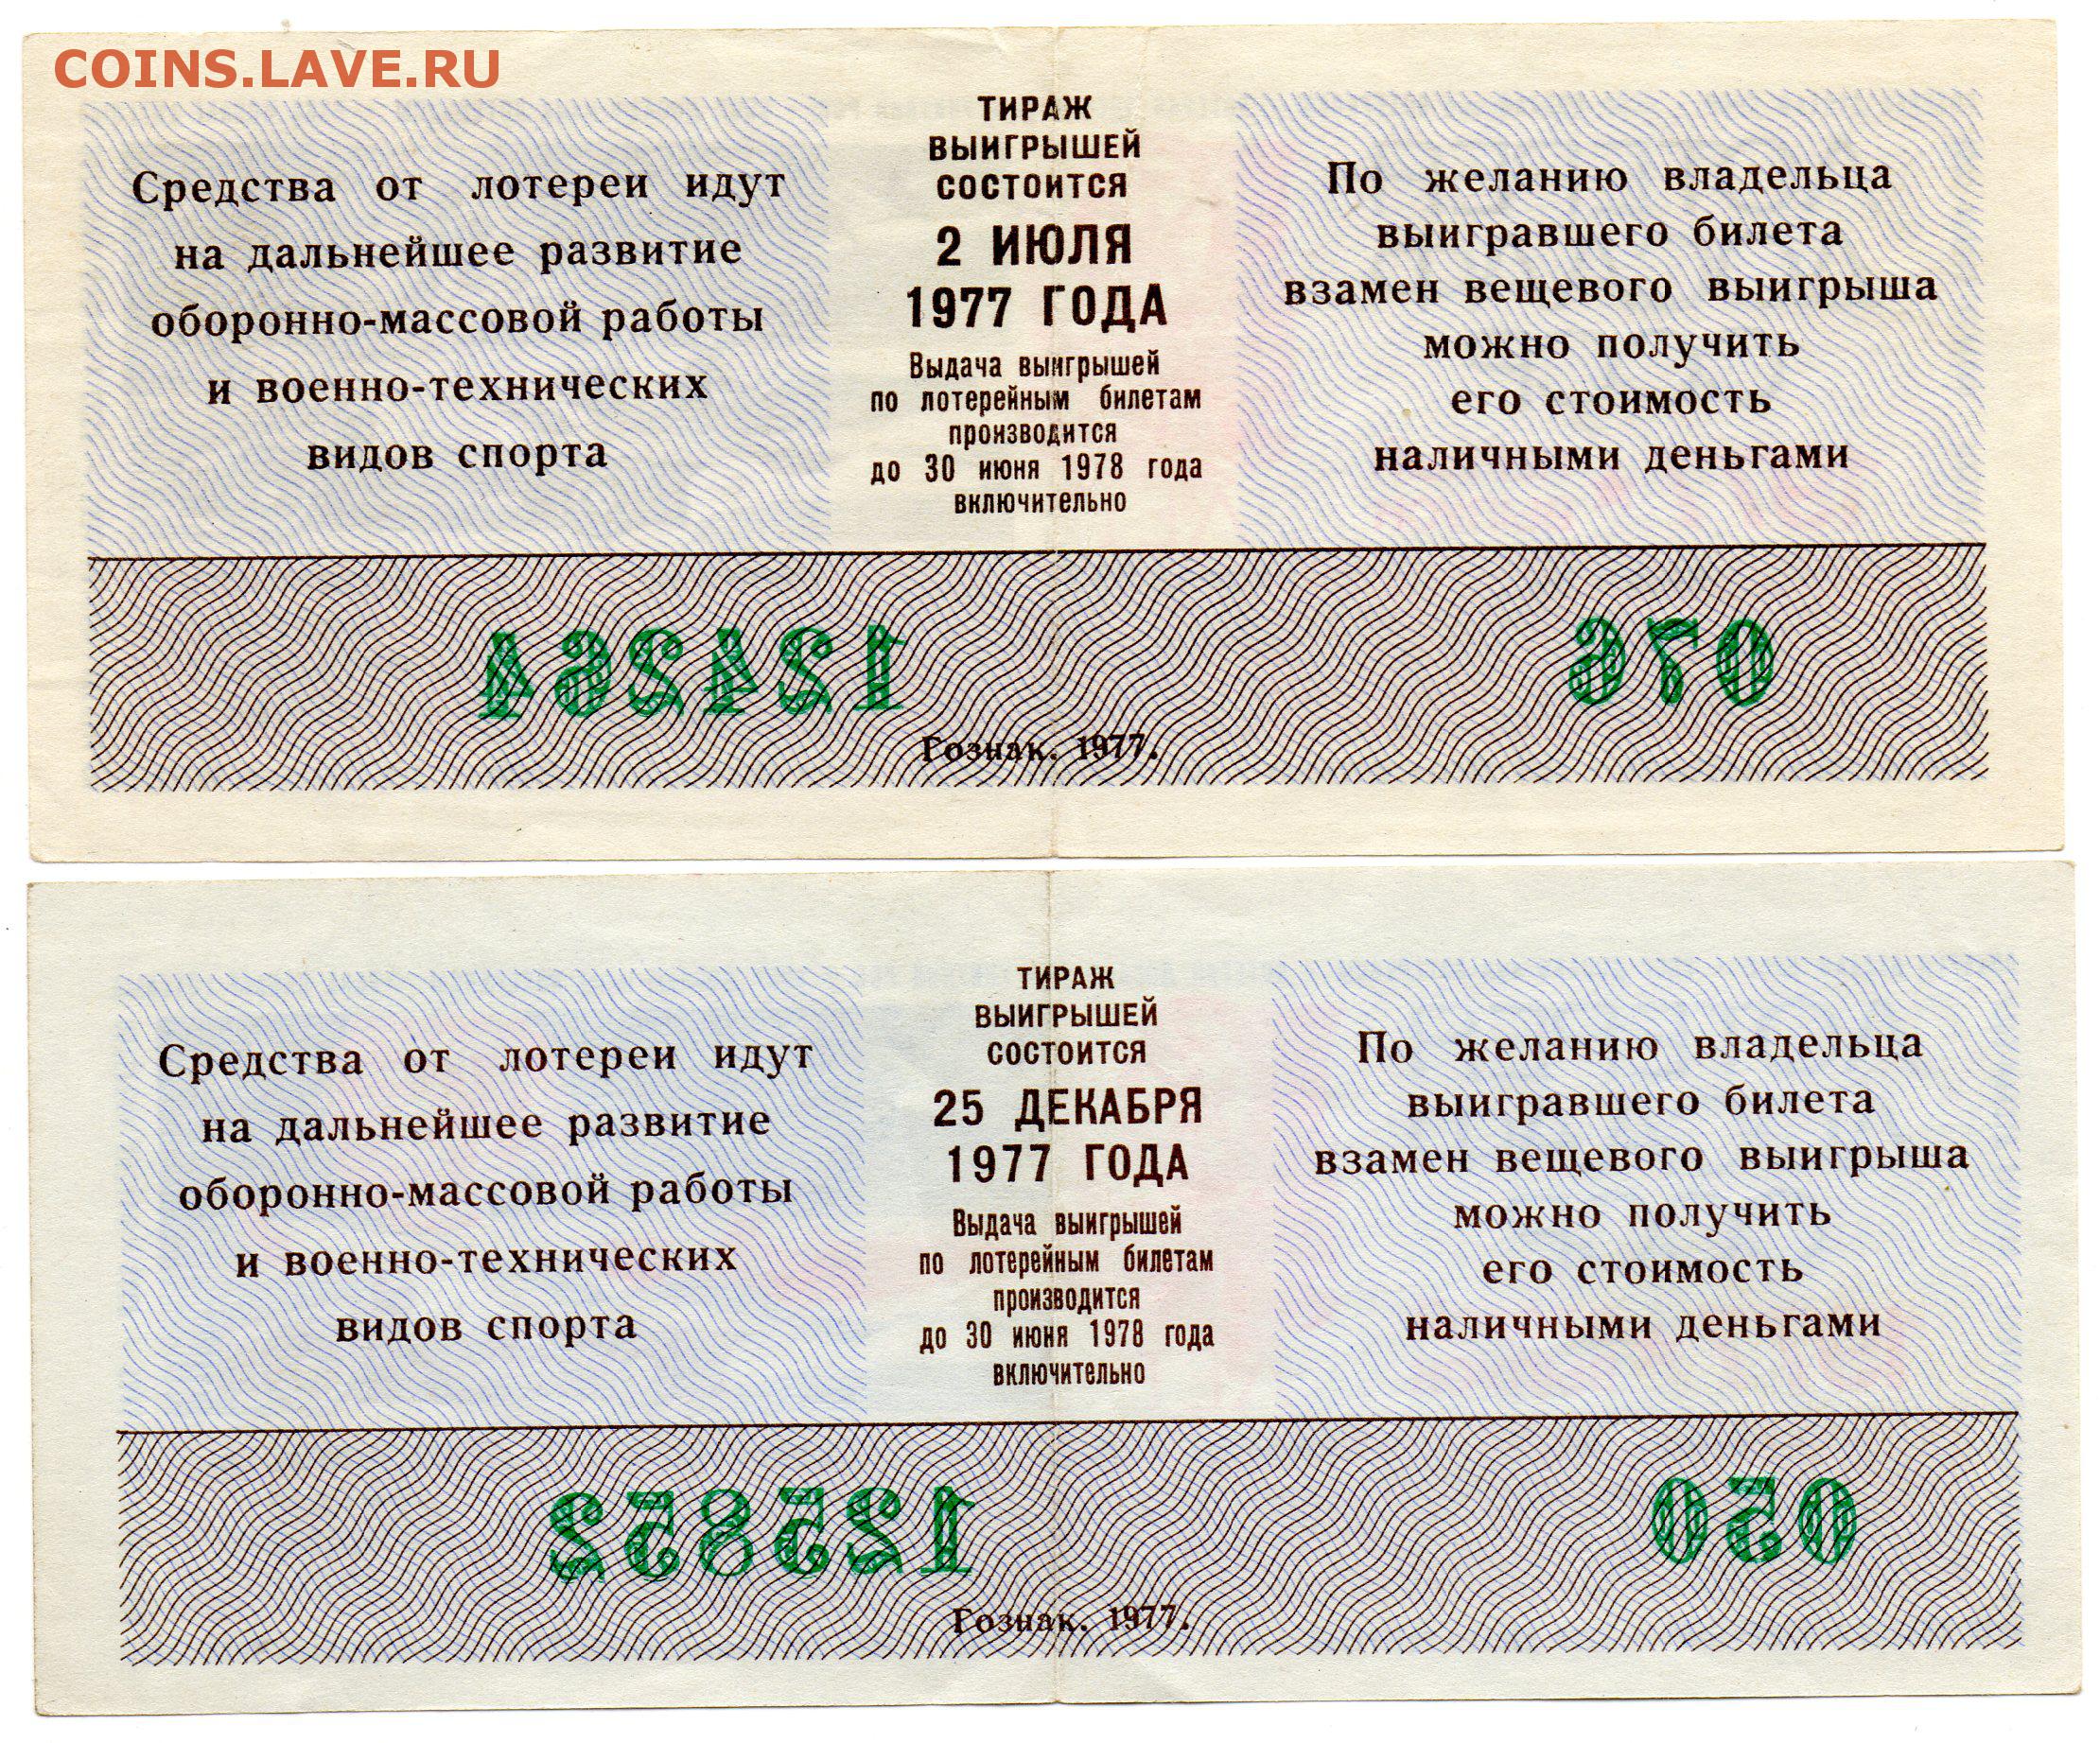 COINS.LAVE.RU
Средства от лотереи идут
на дальнейшее развитие
оборонно-массовой работы
и военно-технических
видов спорта
ТИРАЖ
ВЫИГРЫШЕЙ
СОСТОИТСЯ
2 ИЮЛЯ
1977 ГОДА
Выдача выигрышей
по лотерейным билетам
производится
до 30 июня 1978 года
включительно
По желанию владельца
выигравшего билета
взамен вещевого выигрыша
можно получить
его стоимость
наличными деньгами
124264
076
Гознак. 1977.
Средства от лотереи идут
на дальнейшее развитие
оборонно-массовой работы
и военно-технических
видов спорта
ТИРАЖ
ВЫИГРЫШЕЙ
СОСТОИТСЯ
25 ДЕКАБРЯ
1977 ГОДА
Выдача выигрышей
по лотерейным билетам
производится
до 30 июня 1978 года
включительно
По желанию владельца
выигравшего билета
взамен вещевого выигрыша
можно получить
его стоимость
наличными деньгами
125852
050
Гознак. 1977.